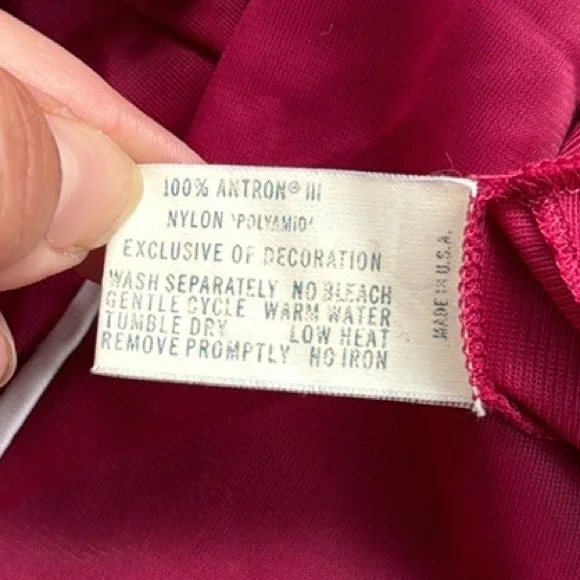 100% ANTRON® III
NYLON 'POLYAMID'
EXCLUSIVE OF DECORATION
WASH SEPARATELY NO BLEACH
GENTLE CYCLE WARM WATER
TUMBLE DRY LOW HEAT
REMOVE PROMPTLY NO IRON
MADE IN U.S.A.